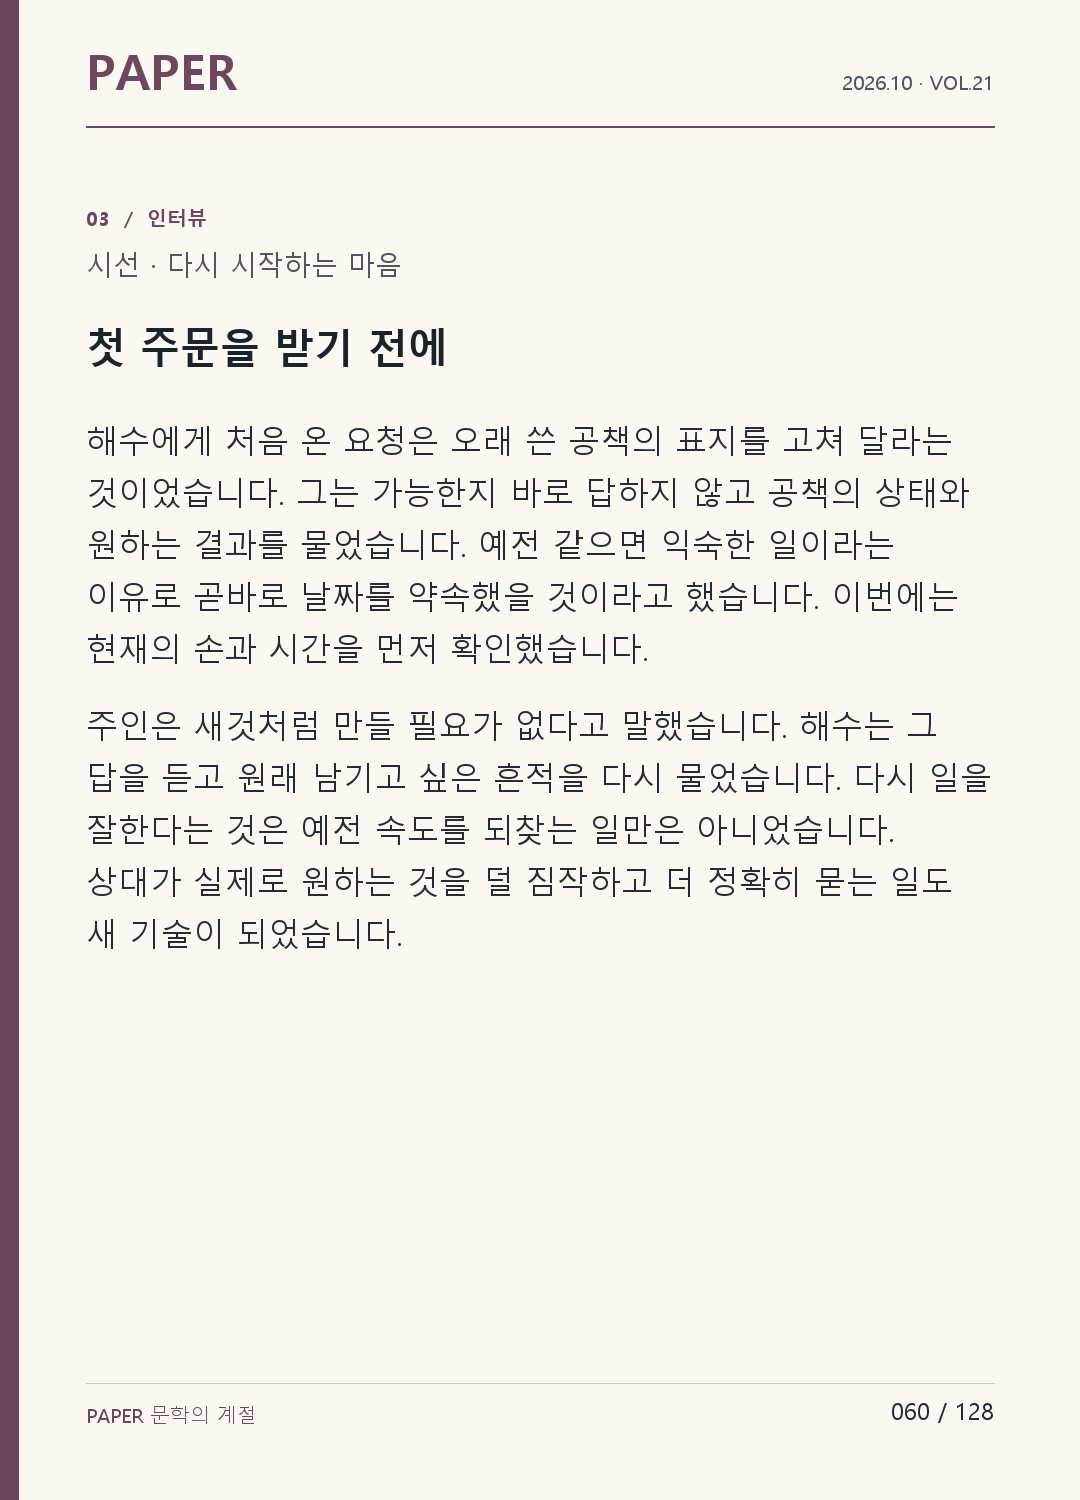 PAPER
2026.10 · VOL.21
03 / 인터뷰
시선 · 다시 시작하는 마음
첫 주문을 받기 전에
해수에게 처음 온 요청은 오래 쓴 공책의 표지를 고쳐 달라는
것이었습니다. 그는 가능한지 바로 답하지 않고 공책의 상태와
원하는 결과를 물었습니다. 예전 같으면 익숙한 일이라는
이유로 곧바로 날짜를 약속했을 것이라고 했습니다. 이번에는
현재의 손과 시간을 먼저 확인했습니다.
주인은 새것처럼 만들 필요가 없다고 말했습니다. 해수는 그
답을 듣고 원래 남기고 싶은 흔적을 다시 물었습니다. 다시 일을
잘한다는 것은 예전 속도를 되찾는 일만은 아니었습니다.
상대가 실제로 원하는 것을 덜 짐작하고 더 정확히 묻는 일도
새 기술이 되었습니다.
PAPER 문학의 계절
060 / 128